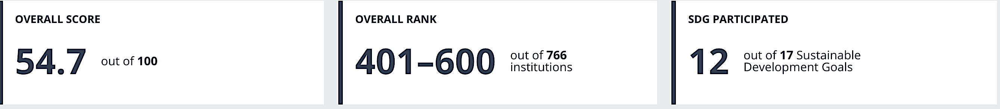 OVERALL SCORE
54.7 out of 100
OVERALL RANK
401–600 out of 766
institutions
SDG PARTICIPATED
12 out of 17 Sustainable
Development Goals